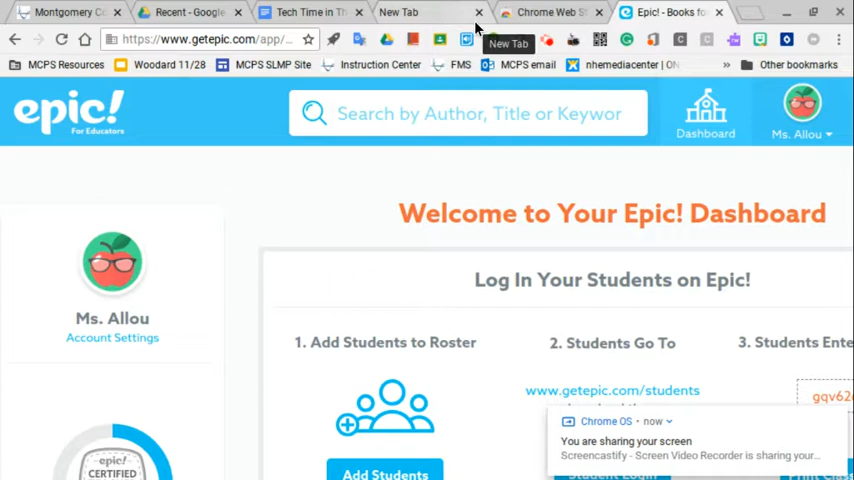 Montgomery Co
Recent - Google
Tech Time in Th
New Tab
Chrome Web St
Epic! - Books fo
https://www.getepic.com/app/
New Tab
MCPS Resources
Woodard 11/28
MCPS SLMP Site
Instruction Center
FMS
MCPS email
nhemediacenter | ON
»
Other bookmarks
epic!
For Educators
Search by Author, Title or Keywor
Dashboard
Ms. Allou
Welcome to Your Epic! Dashboard
Ms. Allou
Account Settings
epic!
CERTIFIED
Log In Your Students on Epic!
1. Add Students to Roster
2. Students Go To
3. Students Ente
www.getepic.com/students
gqv62
Add Students
Chrome OS • now
You are sharing your screen
Screencastify - Screen Video Recorder is sharing your...
Student Login